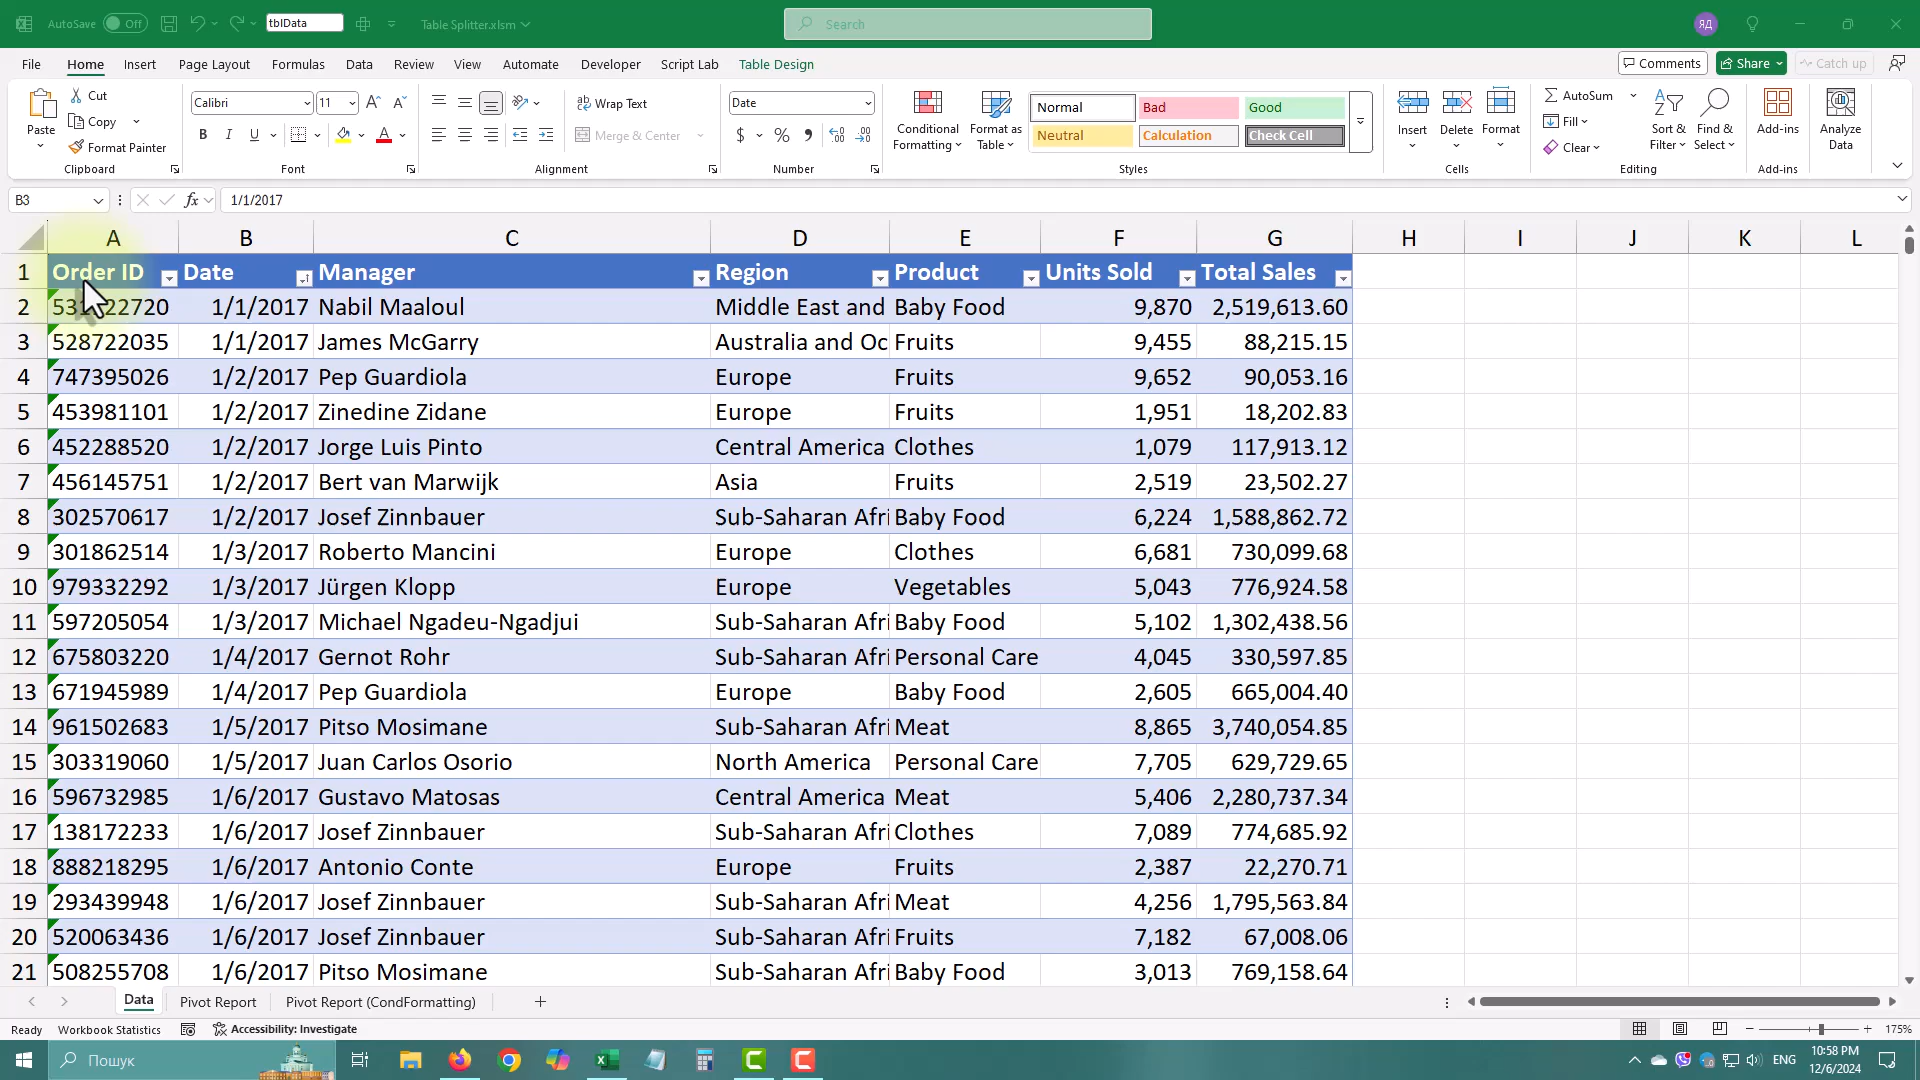 AutoSave Off tblData Table Splitter.xlsm Search ЯД
File Home Insert Page Layout Formulas Data Review View Automate Developer Script Lab Table Design Comments Share Catch up
Paste Cut Copy Format Painter Clipboard
Calibri 11 B I U A Font
Wrap Text Merge & Center Alignment
Date $ % Number
Conditional Formatting Format as Table Normal Bad Good Neutral Calculation Check Cell Styles
Insert Delete Format Cells
AutoSum Fill Clear Sort & Filter Find & Select Editing
Add-ins Add-ins Analyze Data
B3 fx 1/1/2017
A B C D E F G H I J K L
1 Order ID Date Manager Region Product Units Sold Total Sales
2 22720 1/1/2017 Nabil Maaloul Middle East and Baby Food 9,870 2,519,613.60
3 528722035 1/1/2017 James McGarry Australia and Oc Fruits 9,455 88,215.15
4 747395026 1/2/2017 Pep Guardiola Europe Fruits 9,652 90,053.16
5 453981101 1/2/2017 Zinedine Zidane Europe Fruits 1,951 18,202.83
6 452288520 1/2/2017 Jorge Luis Pinto Central America Clothes 1,079 117,913.12
7 456145751 1/2/2017 Bert van Marwijk Asia Fruits 2,519 23,502.27
8 302570617 1/2/2017 Josef Zinnbauer Sub-Saharan Afri Baby Food 6,224 1,588,862.72
9 301862514 1/3/2017 Roberto Mancini Europe Clothes 6,681 730,099.68
10 979332292 1/3/2017 Jürgen Klopp Europe Vegetables 5,043 776,924.58
11 597205054 1/3/2017 Michael Ngadeu-Ngadjui Sub-Saharan Afri Baby Food 5,102 1,302,438.56
12 675803220 1/4/2017 Gernot Rohr Sub-Saharan Afri Personal Care 4,045 330,597.85
13 671945989 1/4/2017 Pep Guardiola Europe Baby Food 2,605 665,004.40
14 961502683 1/5/2017 Pitso Mosimane Sub-Saharan Afri Meat 8,865 3,740,054.85
15 303319060 1/5/2017 Juan Carlos Osorio North America Personal Care 7,705 629,729.65
16 596732985 1/6/2017 Gustavo Matosas Central America Meat 5,406 2,280,737.34
17 138172233 1/6/2017 Josef Zinnbauer Sub-Saharan Afri Clothes 7,089 774,685.92
18 888218295 1/6/2017 Antonio Conte Europe Fruits 2,387 22,270.71
19 293439948 1/6/2017 Josef Zinnbauer Sub-Saharan Afri Meat 4,256 1,795,563.84
20 520063436 1/6/2017 Josef Zinnbauer Sub-Saharan Afri Fruits 7,182 67,008.06
21 508255708 1/6/2017 Pitso Mosimane Sub-Saharan Afri Baby Food 3,013 769,158.64
Data Pivot Report Pivot Report (CondFormatting)
Ready Workbook Statistics Accessibility: Investigate 175%
Пошук ENG 10:58 PM
12/6/2024